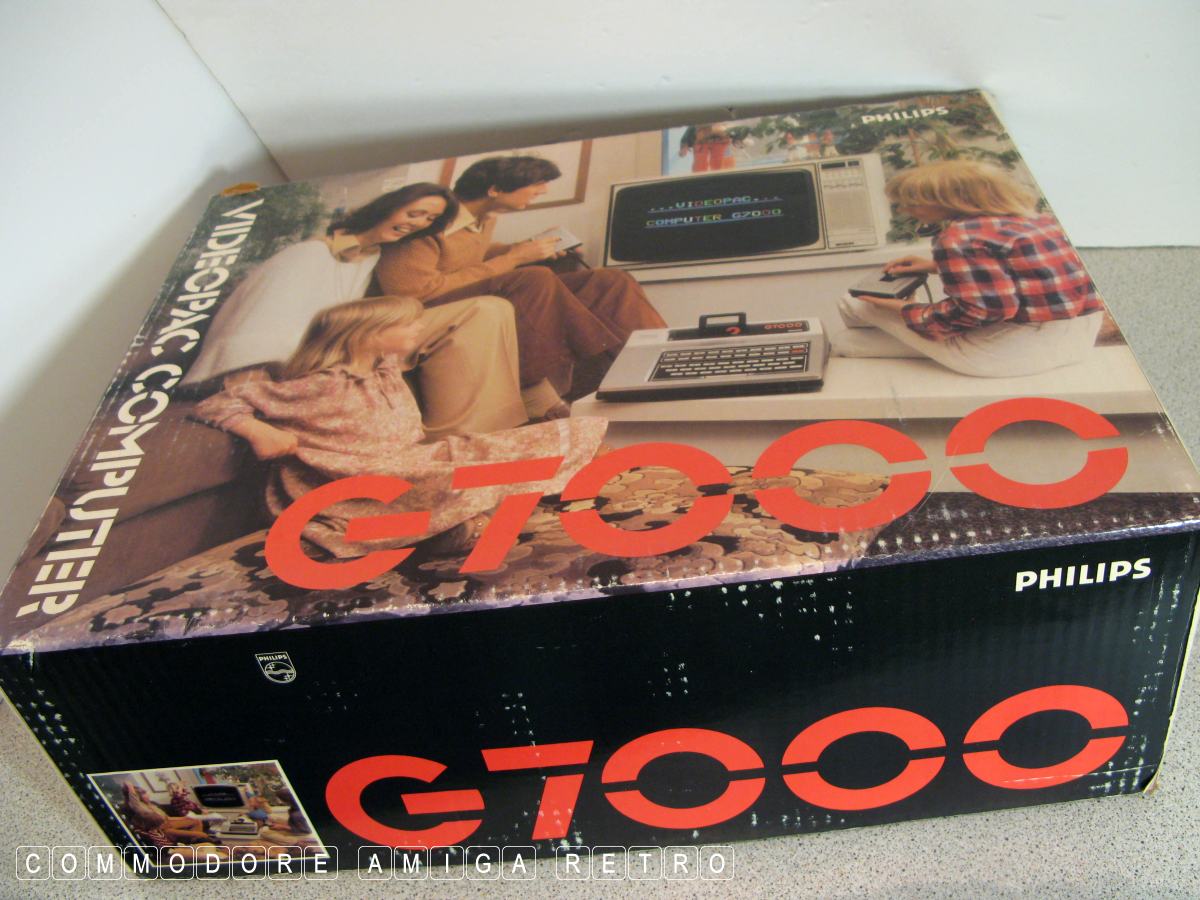 PHILIPS
VIDEOPAC COMPUTER
...VIDEOPAC...
COMPUTER G7000
G7000
G7000
PHILIPS
PHILIPS
G7000
COMMODORE AMIGA RETRO